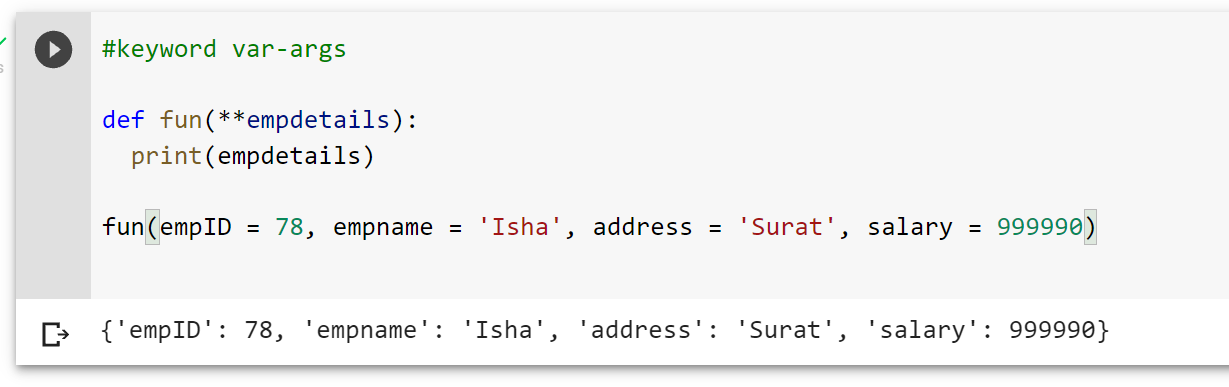 #keyword var-args
def fun(**empdetails):
  print(empdetails)
fun(empID = 78, empname = 'Isha', address = 'Surat', salary = 999990)
{'empID': 78, 'empname': 'Isha', 'address': 'Surat', 'salary': 999990}